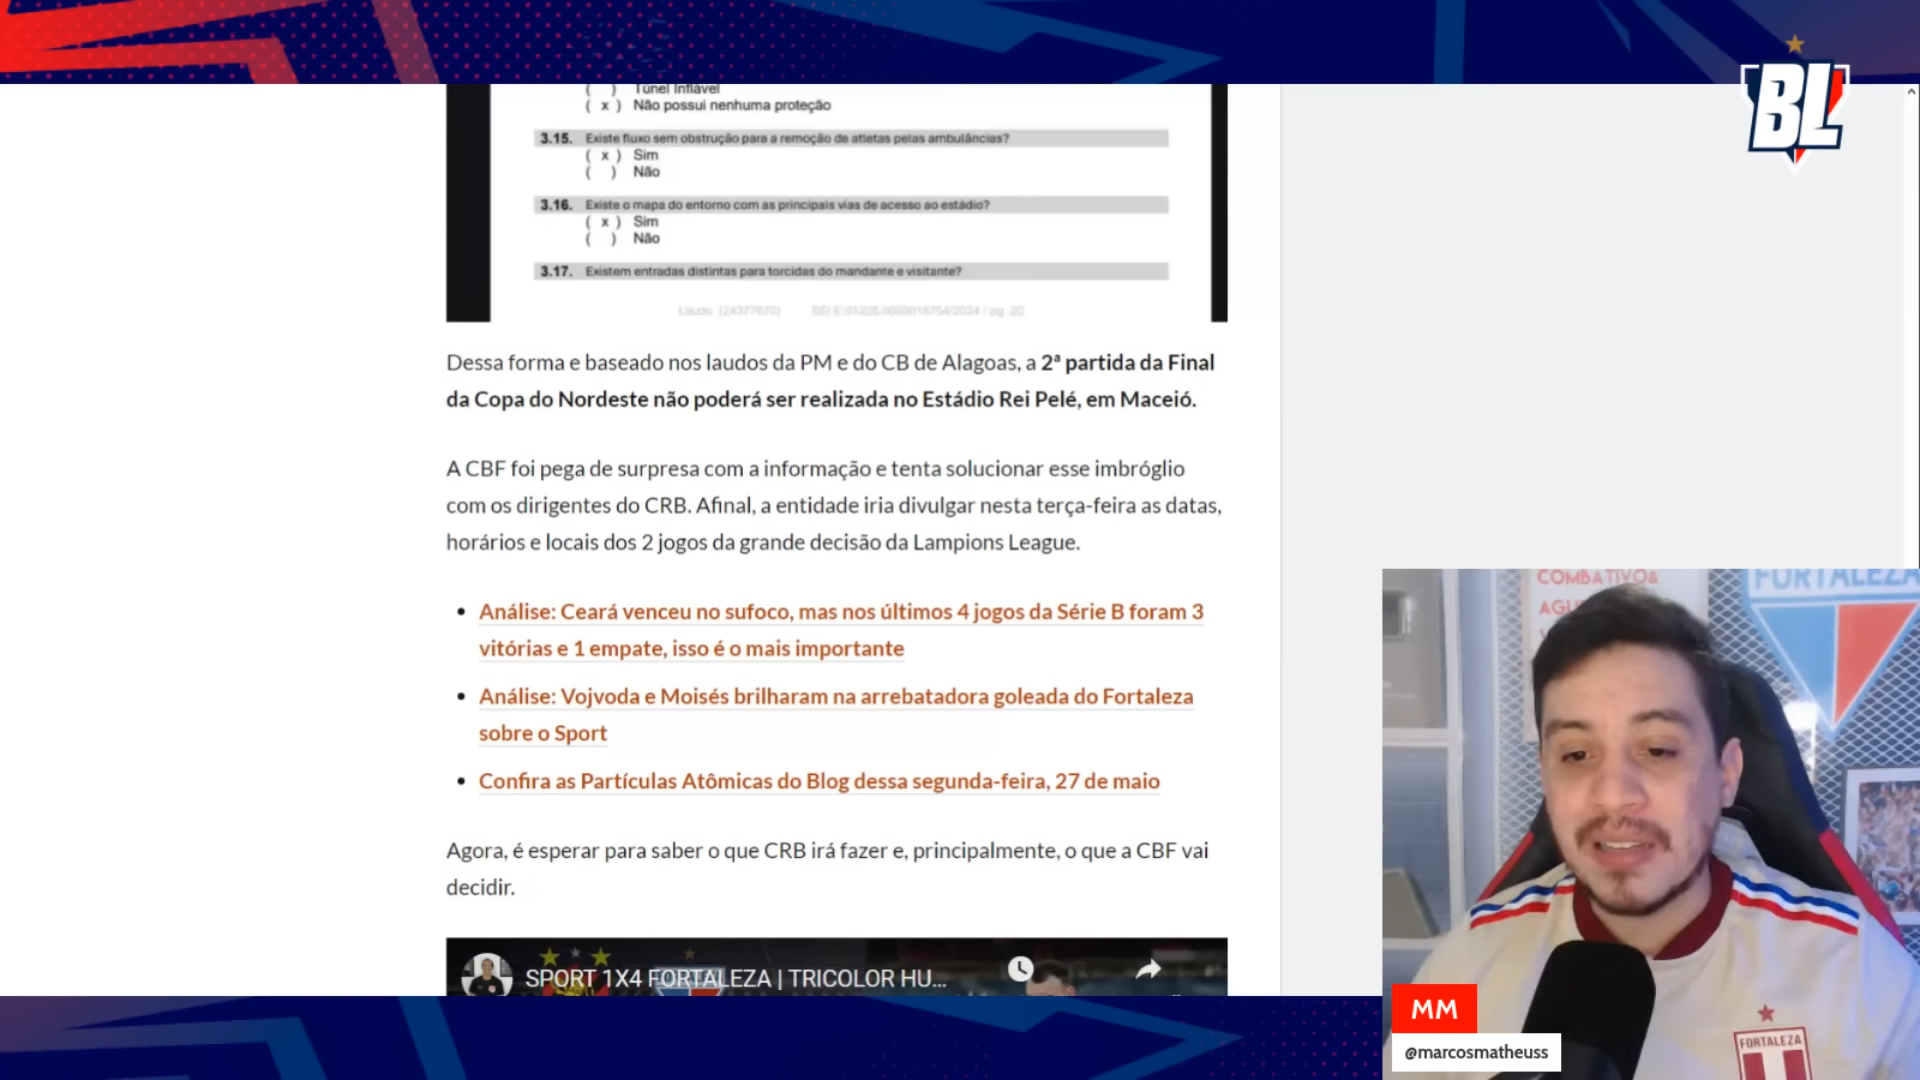 BL
( ) Túnel Inflável
( x ) Não possui nenhuma proteção
3.15. Existe fluxo sem obstrução para a remoção de atletas pelas ambulâncias?
( x ) Sim
( ) Não
3.16. Existe o mapa do entorno com as principais vias de acesso ao estádio?
( x ) Sim
( ) Não
3.17. Existem entradas distintas para torcidas do mandante e visitante?
Dessa forma e baseado nos laudos da PM e do CB de Alagoas, a 2ª partida da Final
da Copa do Nordeste não poderá ser realizada no Estádio Rei Pelé, em Maceió.
A CBF foi pega de surpresa com a informação e tenta solucionar esse imbróglio
com os dirigentes do CRB. Afinal, a entidade iria divulgar nesta terça-feira as datas,
horários e locais dos 2 jogos da grande decisão da Lampions League.
• Análise: Ceará venceu no sufoco, mas nos últimos 4 jogos da Série B foram 3
vitórias e 1 empate, isso é o mais importante
• Análise: Vojvoda e Moisés brilharam na arrebatadora goleada do Fortaleza
sobre o Sport
• Confira as Partículas Atômicas do Blog dessa segunda-feira, 27 de maio
Agora, é esperar para saber o que CRB irá fazer e, principalmente, o que a CBF vai
decidir.
SPORT 1X4 FORTALEZA | TRICOLOR HU...
COMBATIVO&
FORTALEZA
MM
@marcosmatheuss
FORTALEZA